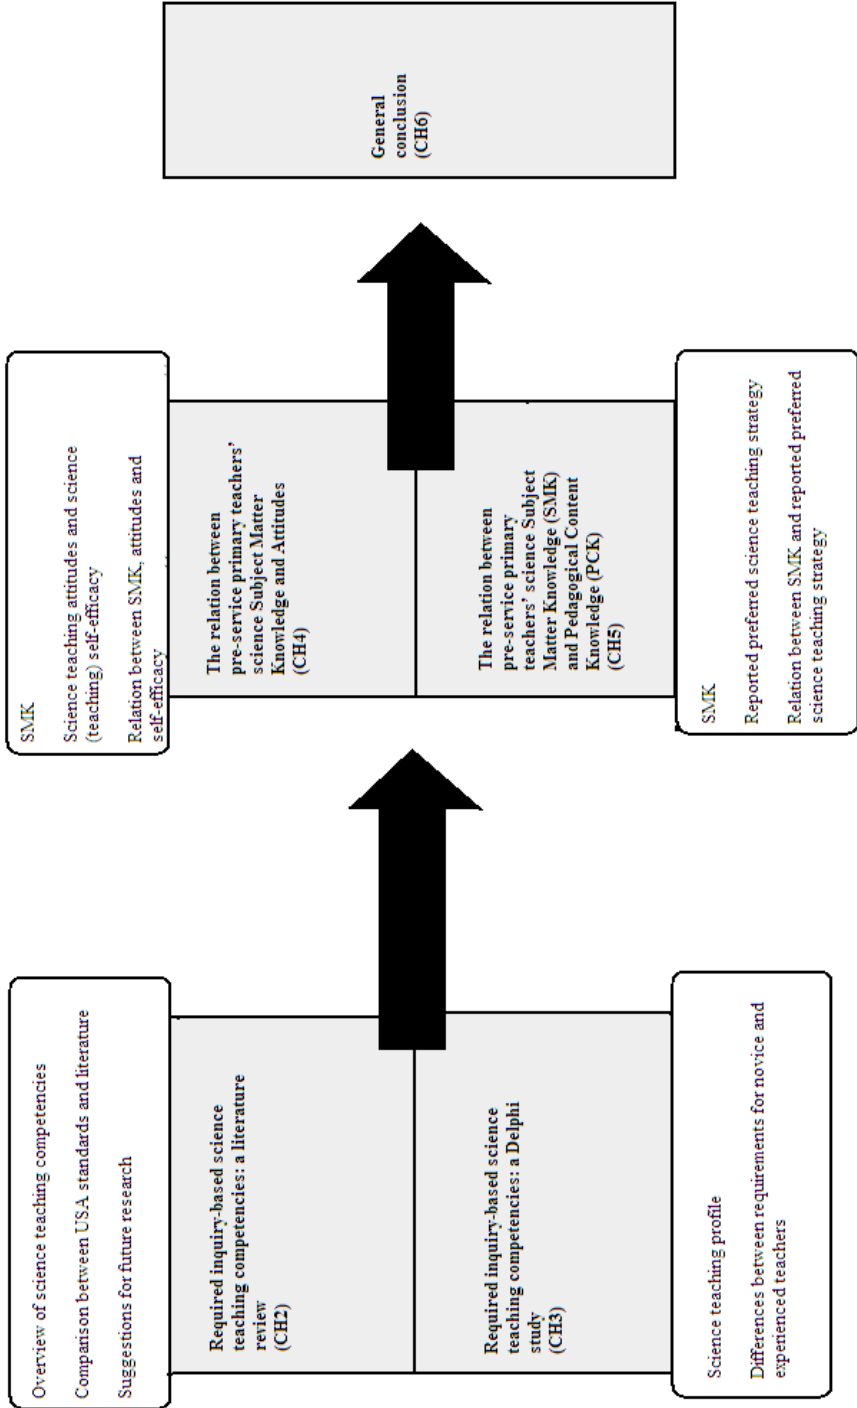 Overview of science teaching competencies
Comparison between USA standards and literature
Suggestions for future research
Required inquiry-based science
teaching competencies: a literature
review
(CH2)
Required inquiry-based science
teaching competencies: a Delphi
study
(CH3)
Science teaching profile
Differences between requirements for novice and
experienced teachers
SMK
Science teaching attitudes and science
(teaching) self-efficacy
Relation between SMK, attitudes and
self-efficacy
The relation between
pre-service primary teachers’
science Subject Matter
Knowledge and Attitudes
(CH4)
The relation between
pre-service primary
teachers’ science Subject
Matter Knowledge (SMK)
and Pedagogical Content
Knowledge (PCK)
(CH5)
SMK
Reported preferred science teaching strategy
Relation between SMK and reported preferred
science teaching strategy
General
conclusion
(CH6)